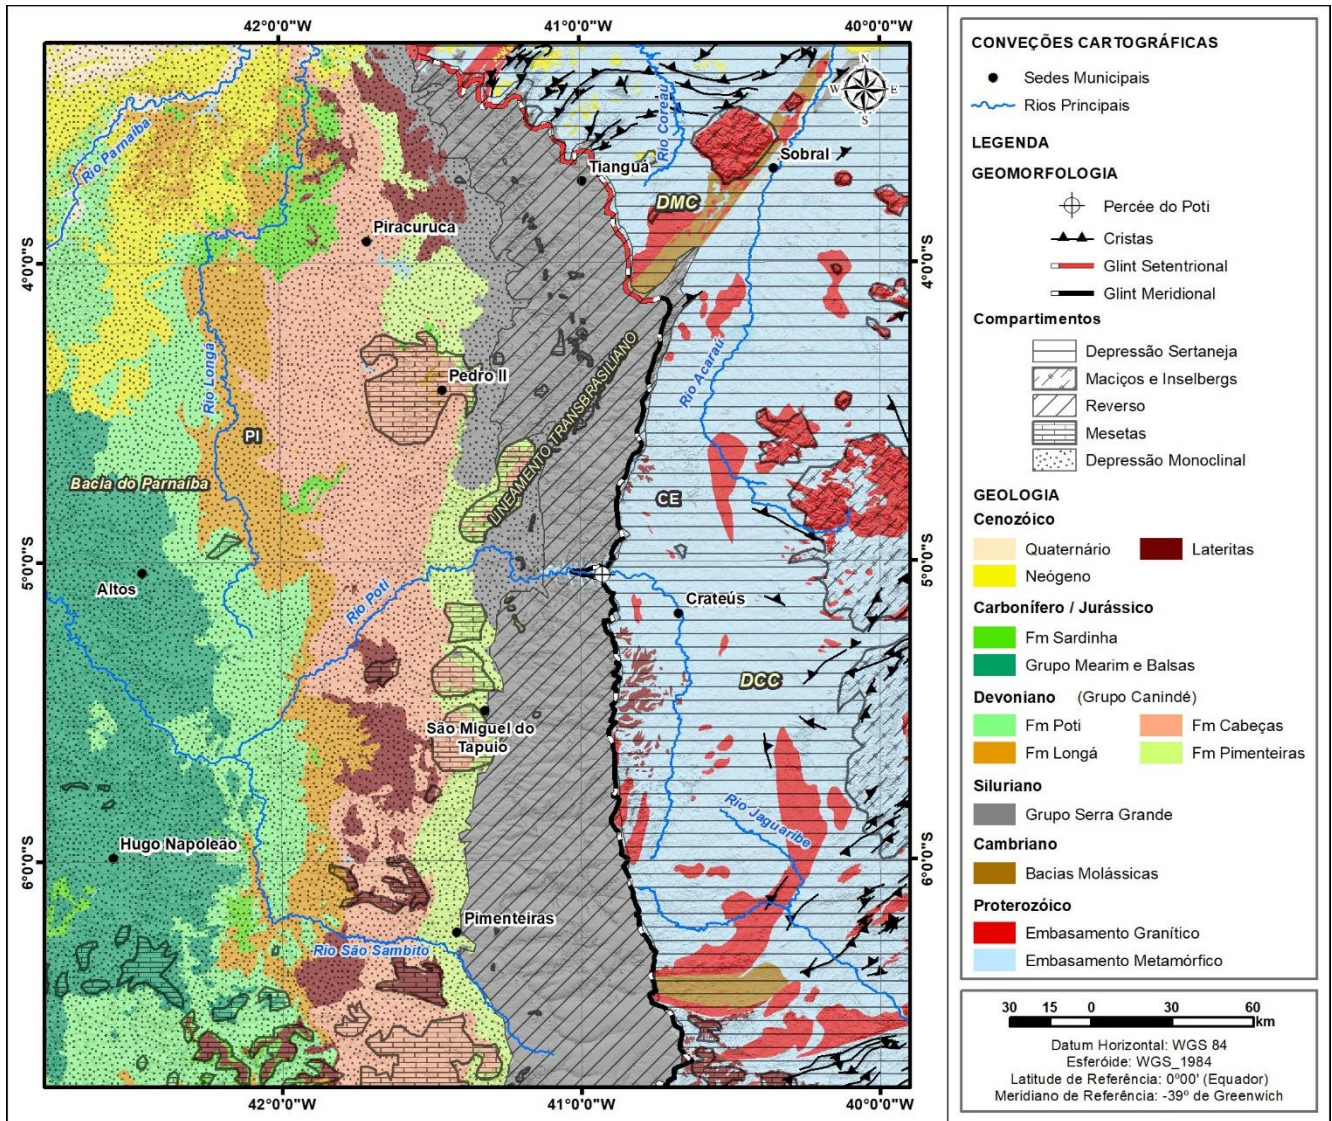 42°0'0"W 41°0'0"W 40°0'0"W
4°0'0"S
5°0'0"S
6°0'0"S
4°0'0"S
5°0'0"S
6°0'0"S
42°0'0"W 41°0'0"W 40°0'0"W
N
W E
S
Rio Parnaíba
Rio Coreaú
Tianguá
Sobral
DMC
Piracuruca
Rio Longá
Pedro II
LINEAMENTO TRANSBRASILIANO
Rio Acaraú
PI
Bacia do Parnaíba
CE
Altos
Rio Poti
Crateús
São Miguel do
Tapuio
DCC
Rio Jaguaribe
Hugo Napoleão
Pimenteiras
Rio São Sambito
CONVEÇÕES CARTOGRÁFICAS
Sedes Municipais
Rios Principais
LEGENDA
GEOMORFOLOGIA
Percée do Poti
Cristas
Glint Setentrional
Glint Meridional
Compartimentos
Depressão Sertaneja
Maciços e Inselbergs
Reverso
Mesetas
Depressão Monoclinal
GEOLOGIA
Cenozóico
Quaternário Lateritas
Neógeno
Carbonífero / Jurássico
Fm Sardinha
Grupo Mearim e Balsas
Devoniano (Grupo Canindé)
Fm Poti Fm Cabeças
Fm Longá Fm Pimenteiras
Siluriano
Grupo Serra Grande
Cambriano
Bacias Molássicas
Proterozóico
Embasamento Granítico
Embasamento Metamórfico
30 15 0 30 60
km
Datum Horizontal: WGS 84
Esferóide: WGS_1984
Latitude de Referência: 0º00' (Equador)
Meridiano de Referência: -39º de Greenwich